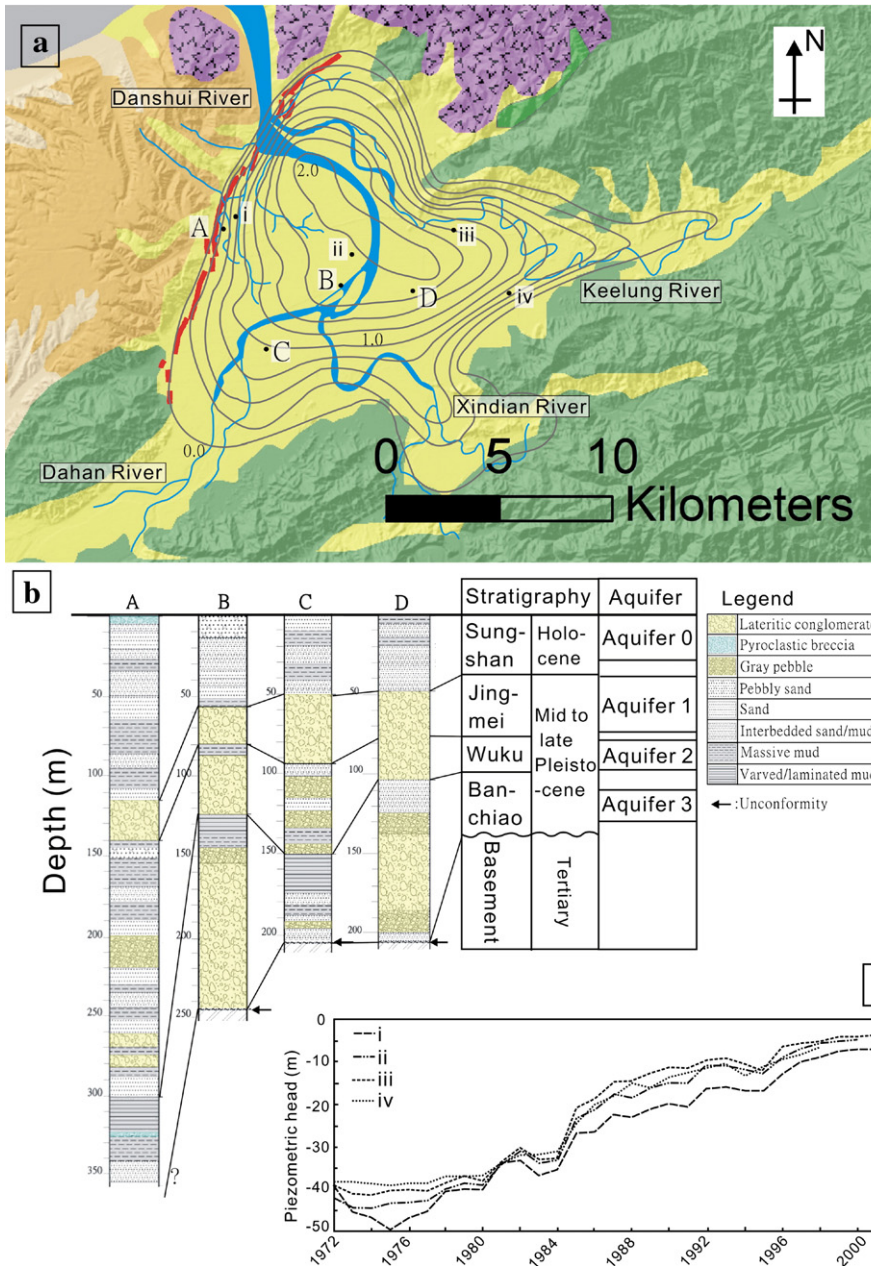 a
N
Danshui River
2.0
A
i
ii
iii
B
D
iv
Keelung River
C
1.0
Xindian River
0.0
Dahan River
0 5 10
Kilometers
b
A B C D
Stratigraphy Aquifer
Legend
Sung-
shan
Holo-
cene
Aquifer 0
Jing-
mei
Mid to
late
Pleisto
-cene
Aquifer 1
Wuku
Aquifer 2
Ban-
chiao
Aquifer 3
Basement
Tertiary
Lateritic conglomerat
Pyroclastic breccia
Gray pebble
Pebbly sand
Sand
Interbedded sand/mud
Massive mud
Varved/laminated mud
:Unconformity
Depth (m)
50
100
150
200
250
300
350
50
100
150
200
250
50
100
150
200
50
100
150
200
?
Piezometric head (m)
0
-10
-20
-30
-40
-50
i
ii
iii
iv
1972 1976 1980 1984 1988 1992 1996 2000